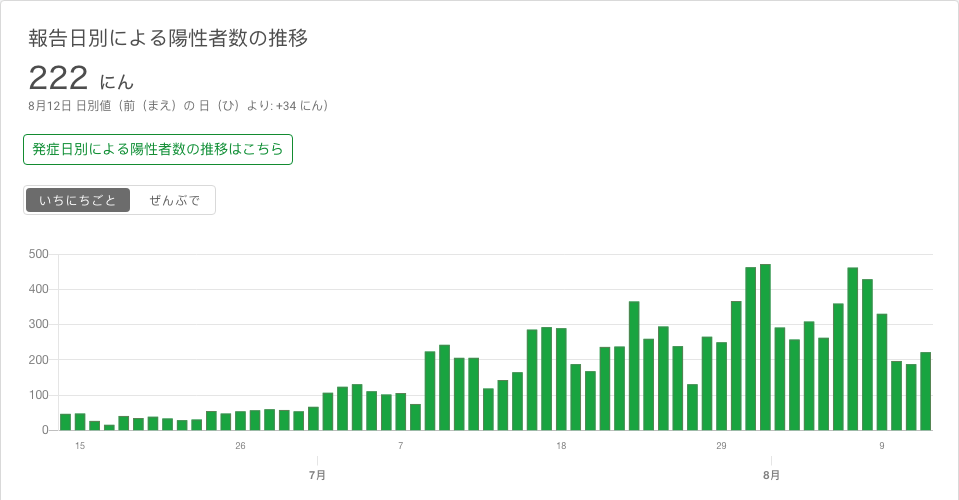 報告日別による陽性者数の推移
222 にん
8月12日 日別値（前（まえ）の 日（ひ）より: +34 にん）
発症日別による陽性者数の推移はこちら
いちにちごと ぜんぶで
500
400
300
200
100
0
15 26 7 18 29 9
7月 8月